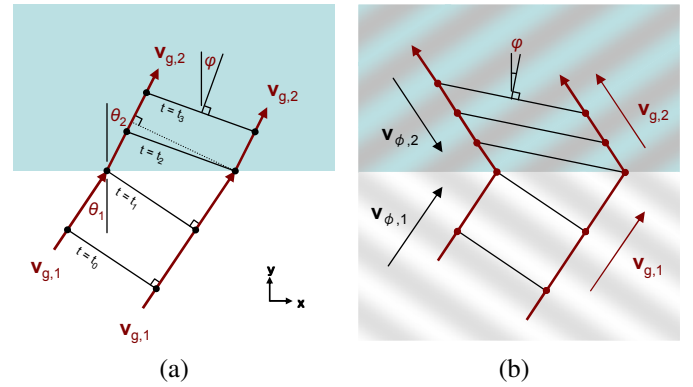 v_g,2
φ
v_g,2
θ_2
t = t_3
t = t_2
θ_1
t = t_1
t = t_0
v_g,1
v_g,1
y
x
(a)
φ
v_ϕ,2
v_g,2
v_ϕ,1
v_g,1
(b)